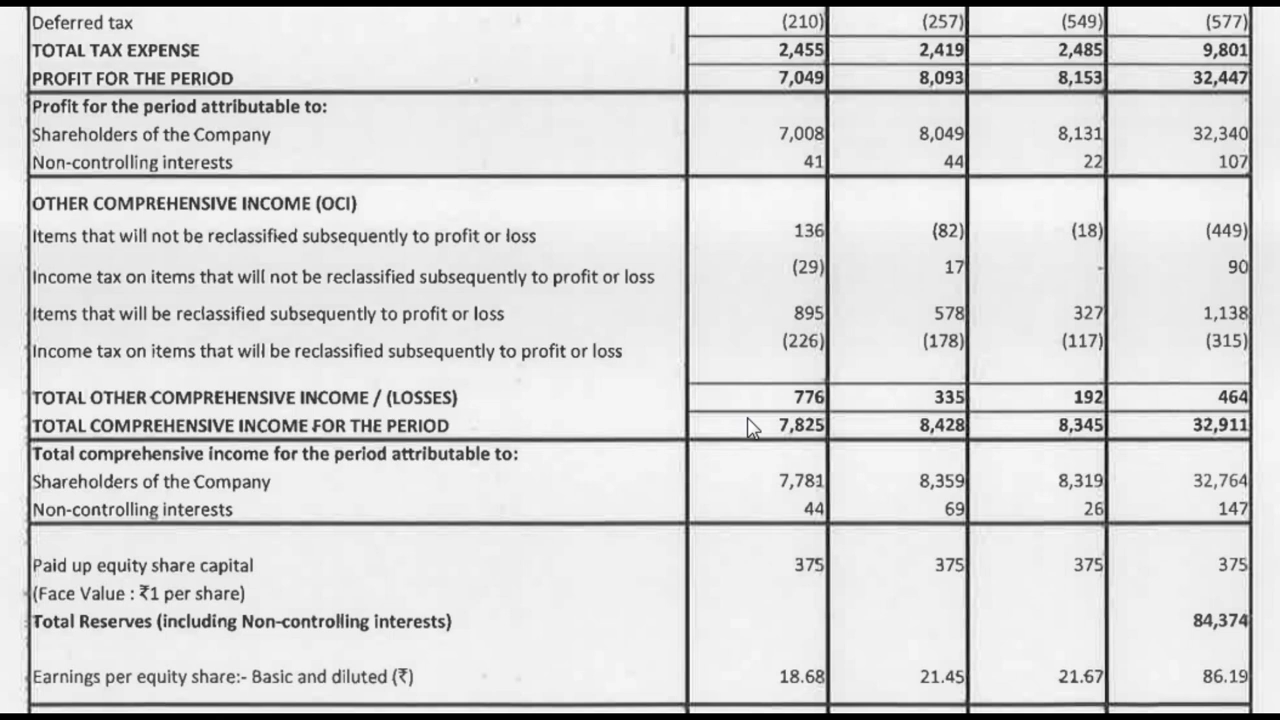 Deferred tax (210) (257) (549) (577)
TOTAL TAX EXPENSE 2,455 2,419 2,485 9,801
PROFIT FOR THE PERIOD 7,049 8,093 8,153 32,447
Profit for the period attributable to:
Shareholders of the Company 7,008 8,049 8,131 32,340
Non-controlling interests 41 44 22 107
OTHER COMPREHENSIVE INCOME (OCI)
Items that will not be reclassified subsequently to profit or loss 136 (82) (18) (449)
Income tax on items that will not be reclassified subsequently to profit or loss (29) 17 - 90
Items that will be reclassified subsequently to profit or loss 895 578 327 1,138
Income tax on items that will be reclassified subsequently to profit or loss (226) (178) (117) (315)
TOTAL OTHER COMPREHENSIVE INCOME / (LOSSES) 776 335 192 464
TOTAL COMPREHENSIVE INCOME FOR THE PERIOD 7,825 8,428 8,345 32,911
Total comprehensive income for the period attributable to:
Shareholders of the Company 7,781 8,359 8,319 32,764
Non-controlling interests 44 69 26 147
Paid up equity share capital 375 375 375 375
(Face Value : ₹1 per share)
Total Reserves (including Non-controlling interests) 84,374
Earnings per equity share:- Basic and diluted (₹) 18.68 21.45 21.67 86.19